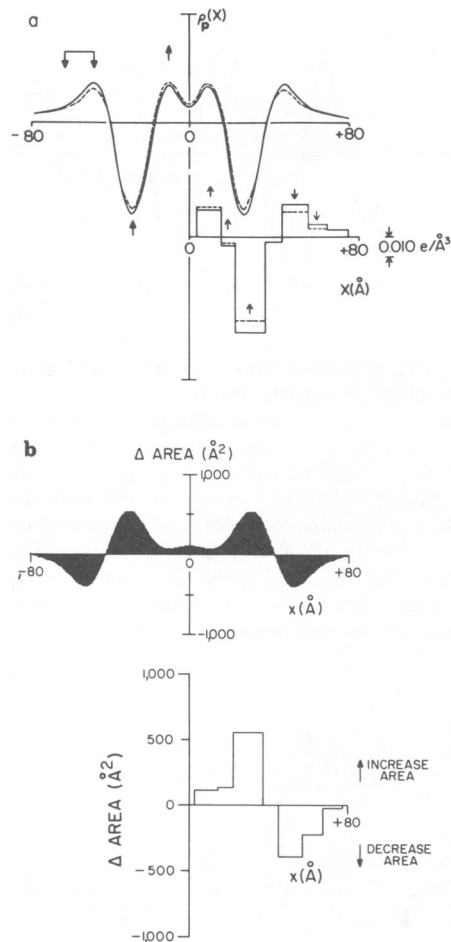 a
ρp(X)
-80
0
+80
0
+80
0.010 e/Å³
X(Å)
b
Δ AREA (Å²)
1,000
-80
0
+80
x(Å)
-1,000
1,000
500
0
-500
-1,000
Δ AREA (Å²)
INCREASE
AREA
+80
DECREASE
AREA
x(Å)